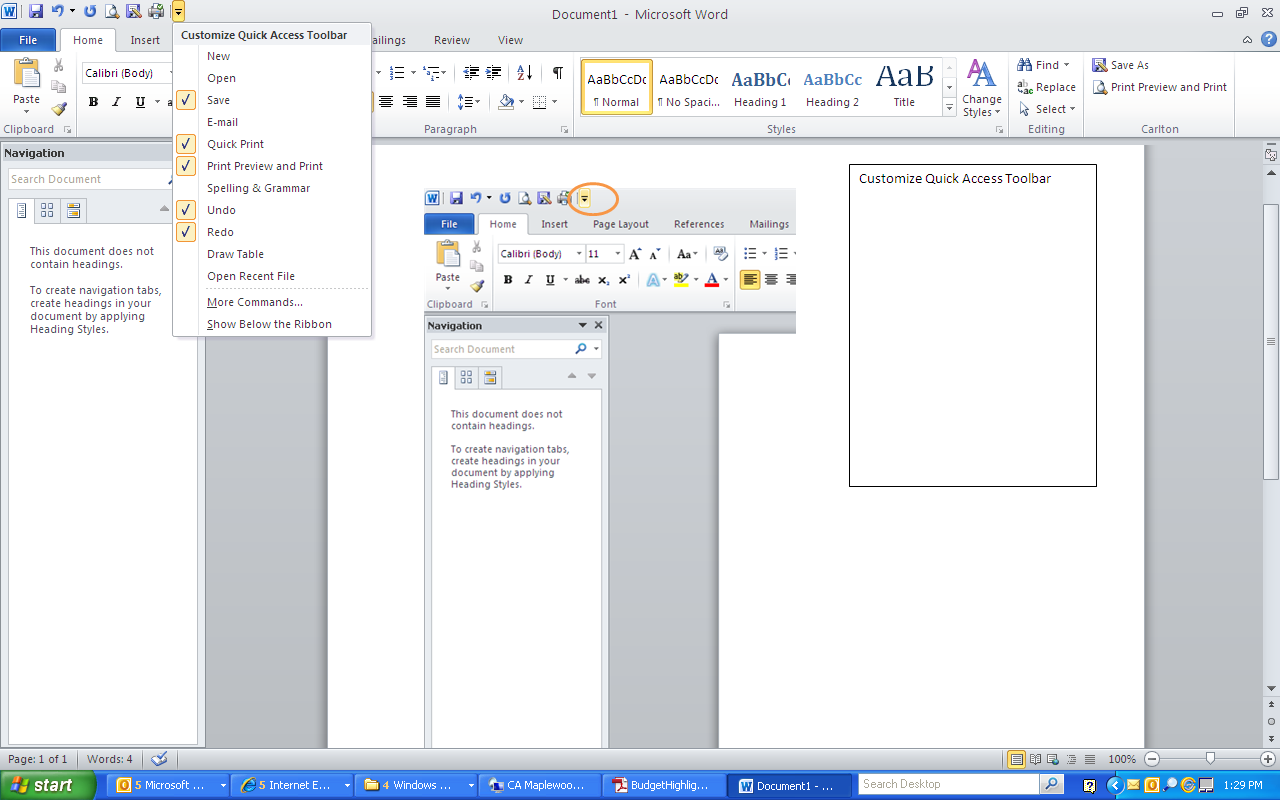 Document1 - Microsoft Word
File Home Insert ailings Review View
Customize Quick Access Toolbar
New
Open
Save
E-mail
Quick Print
Print Preview and Print
Spelling & Grammar
Undo
Redo
Draw Table
Open Recent File
More Commands...
Show Below the Ribbon
Paste
Clipboard
Calibri (Body)
B I U a
Paragraph
AaBbCcDc AaBbCcDc AaBbC AaBbCc AaB
¶ Normal ¶ No Spaci... Heading 1 Heading 2 Title
Change
Styles
Styles
Find
Replace
Select
Editing
Save As
Print Preview and Print
Carlton
Navigation
Search Document
This document does not
contain headings.
To create navigation tabs,
create headings in your
document by applying
Heading Styles.
File Home Insert Page Layout References Mailings
Paste
Clipboard
Calibri (Body) 11 A A Aa
B I U abc x₂ x² A ab A
Font
Navigation
Search Document
This document does not
contain headings.
To create navigation tabs,
create headings in your
document by applying
Heading Styles.
Customize Quick Access Toolbar
Page: 1 of 1 Words: 4 100%
start 5 Microsoft ... 5 Internet E... 4 Windows ... CA Maplewoo... BudgetHighlig... Document1 - ... Search Desktop 1:29 PM